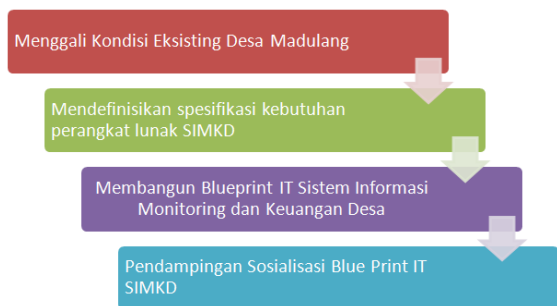 Menggali Kondisi Eksisting Desa Madulang
Mendefinisikan spesifikasi kebutuhan
perangkat lunak SIMKD
Membangun Blueprint IT Sistem Informasi
Monitoring dan Keuangan Desa
Pendampingan Sosialisasi Blue Print IT
SIMKD